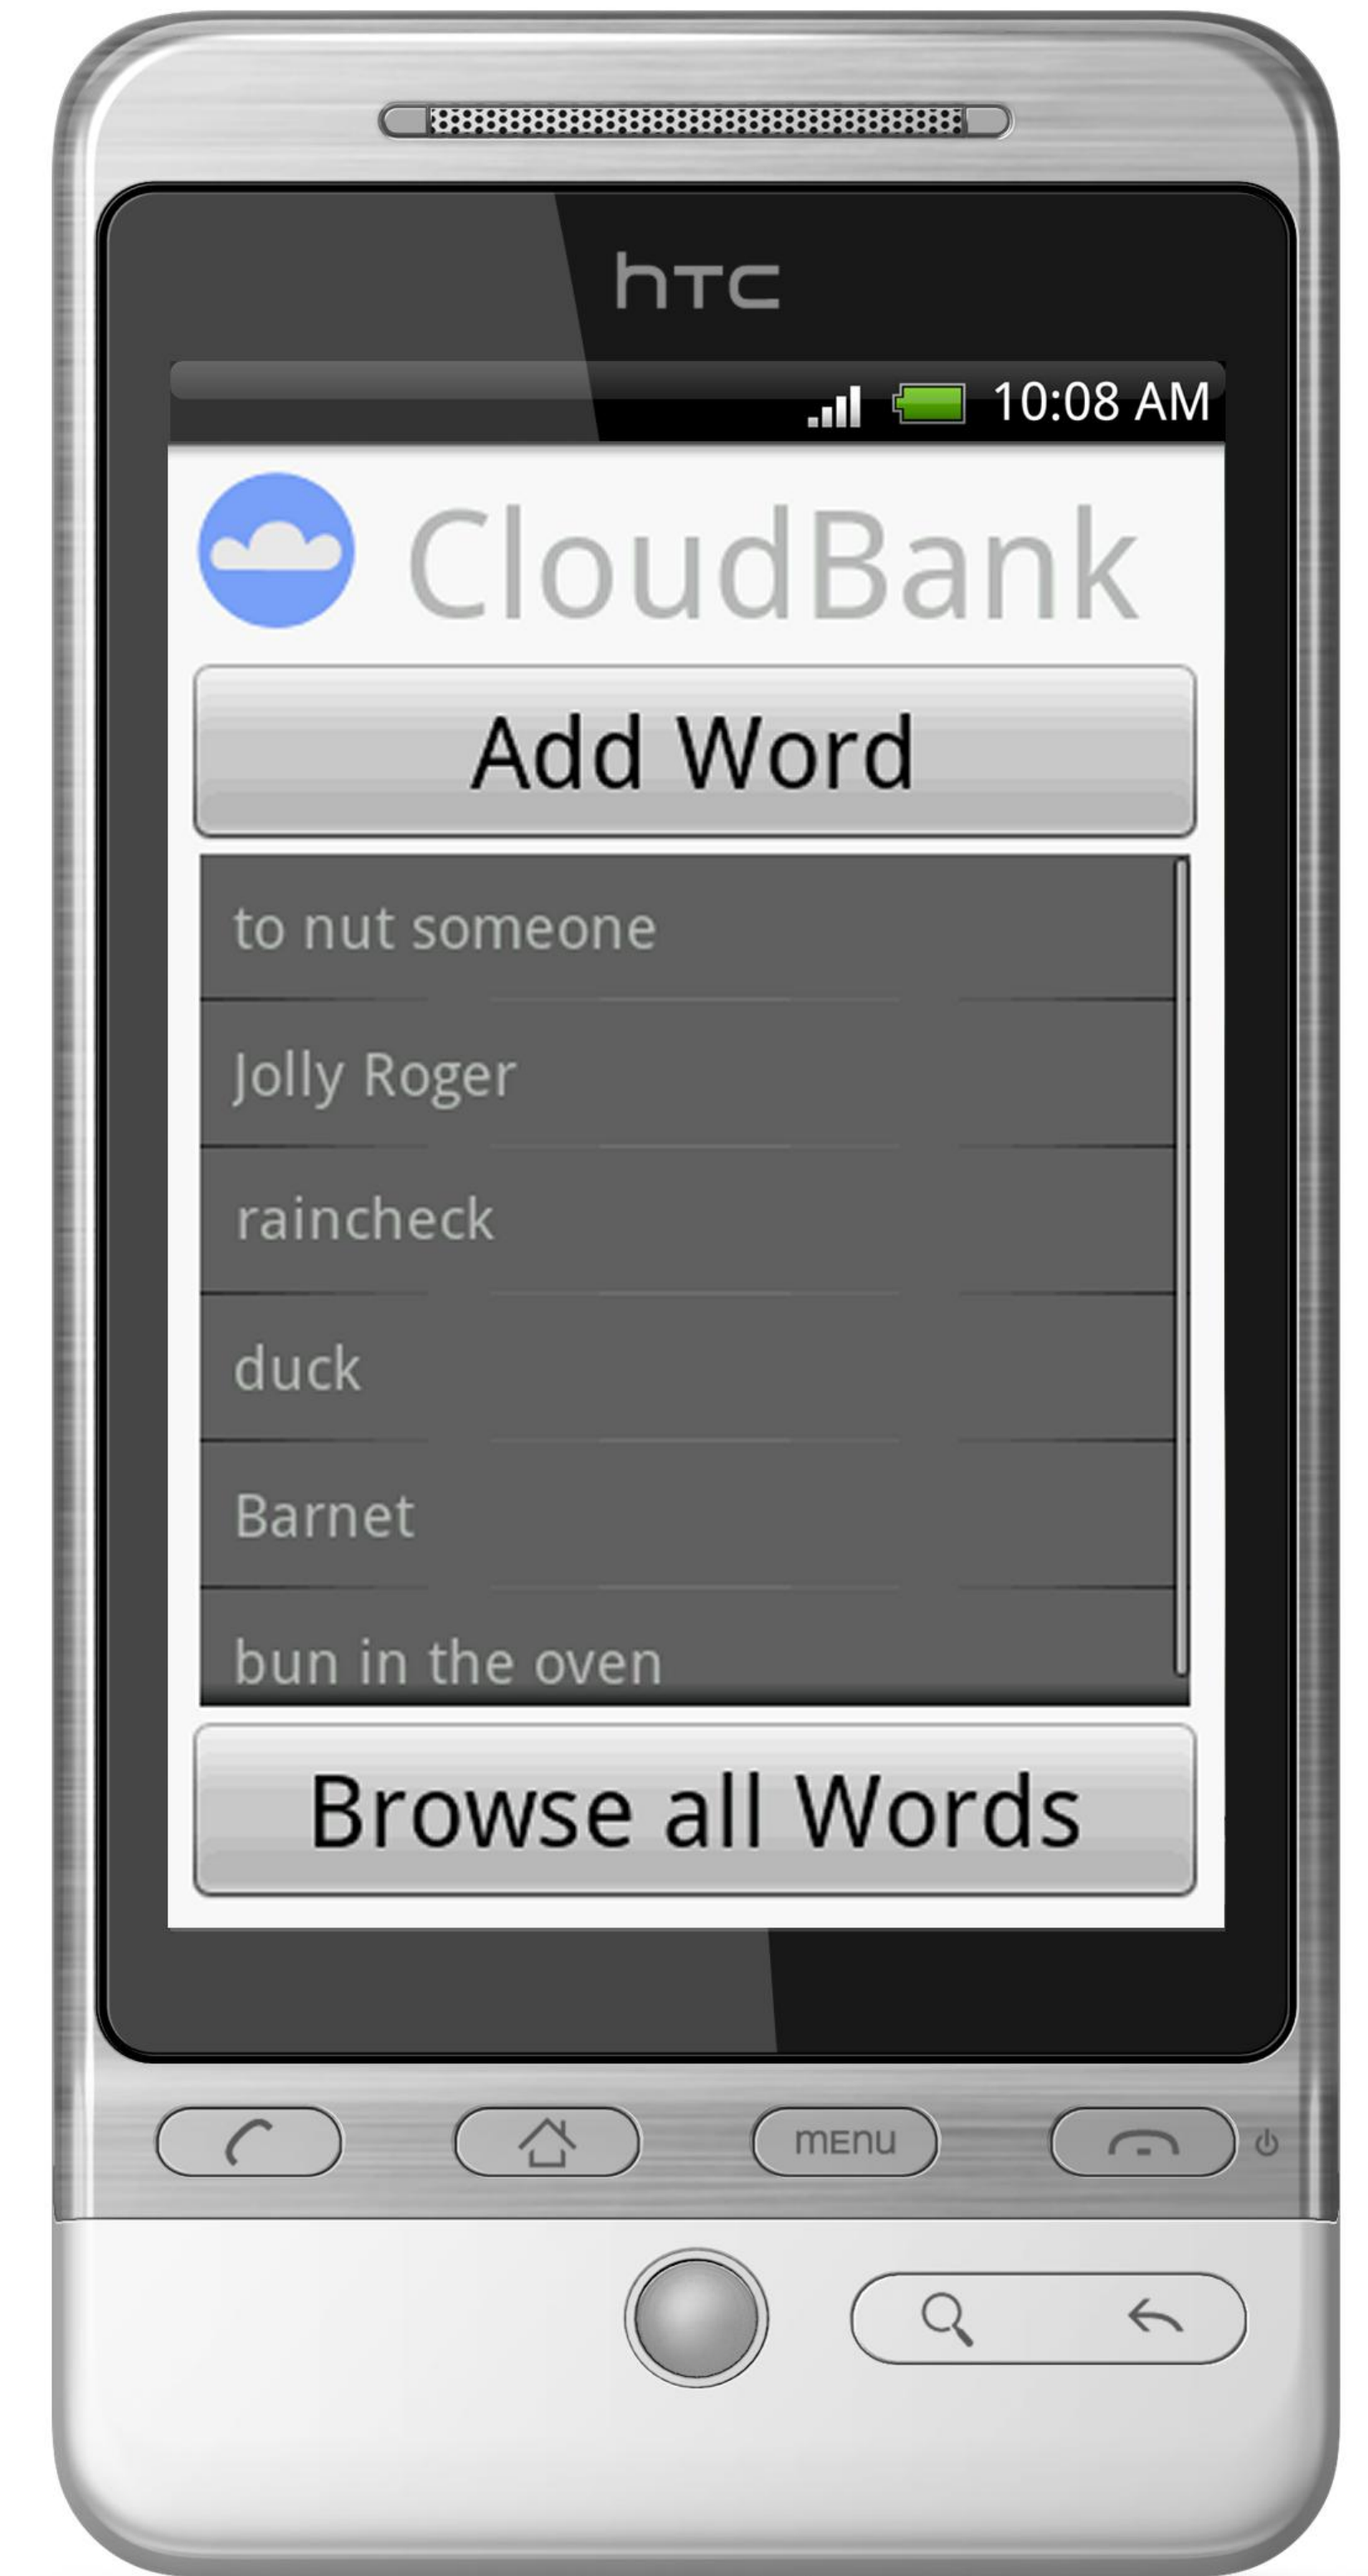 hTC
10:08 AM
CloudBank
Add Word
to nut someone
Jolly Roger
raincheck
duck
Barnet
bun in the oven
Browse all Words
MENU